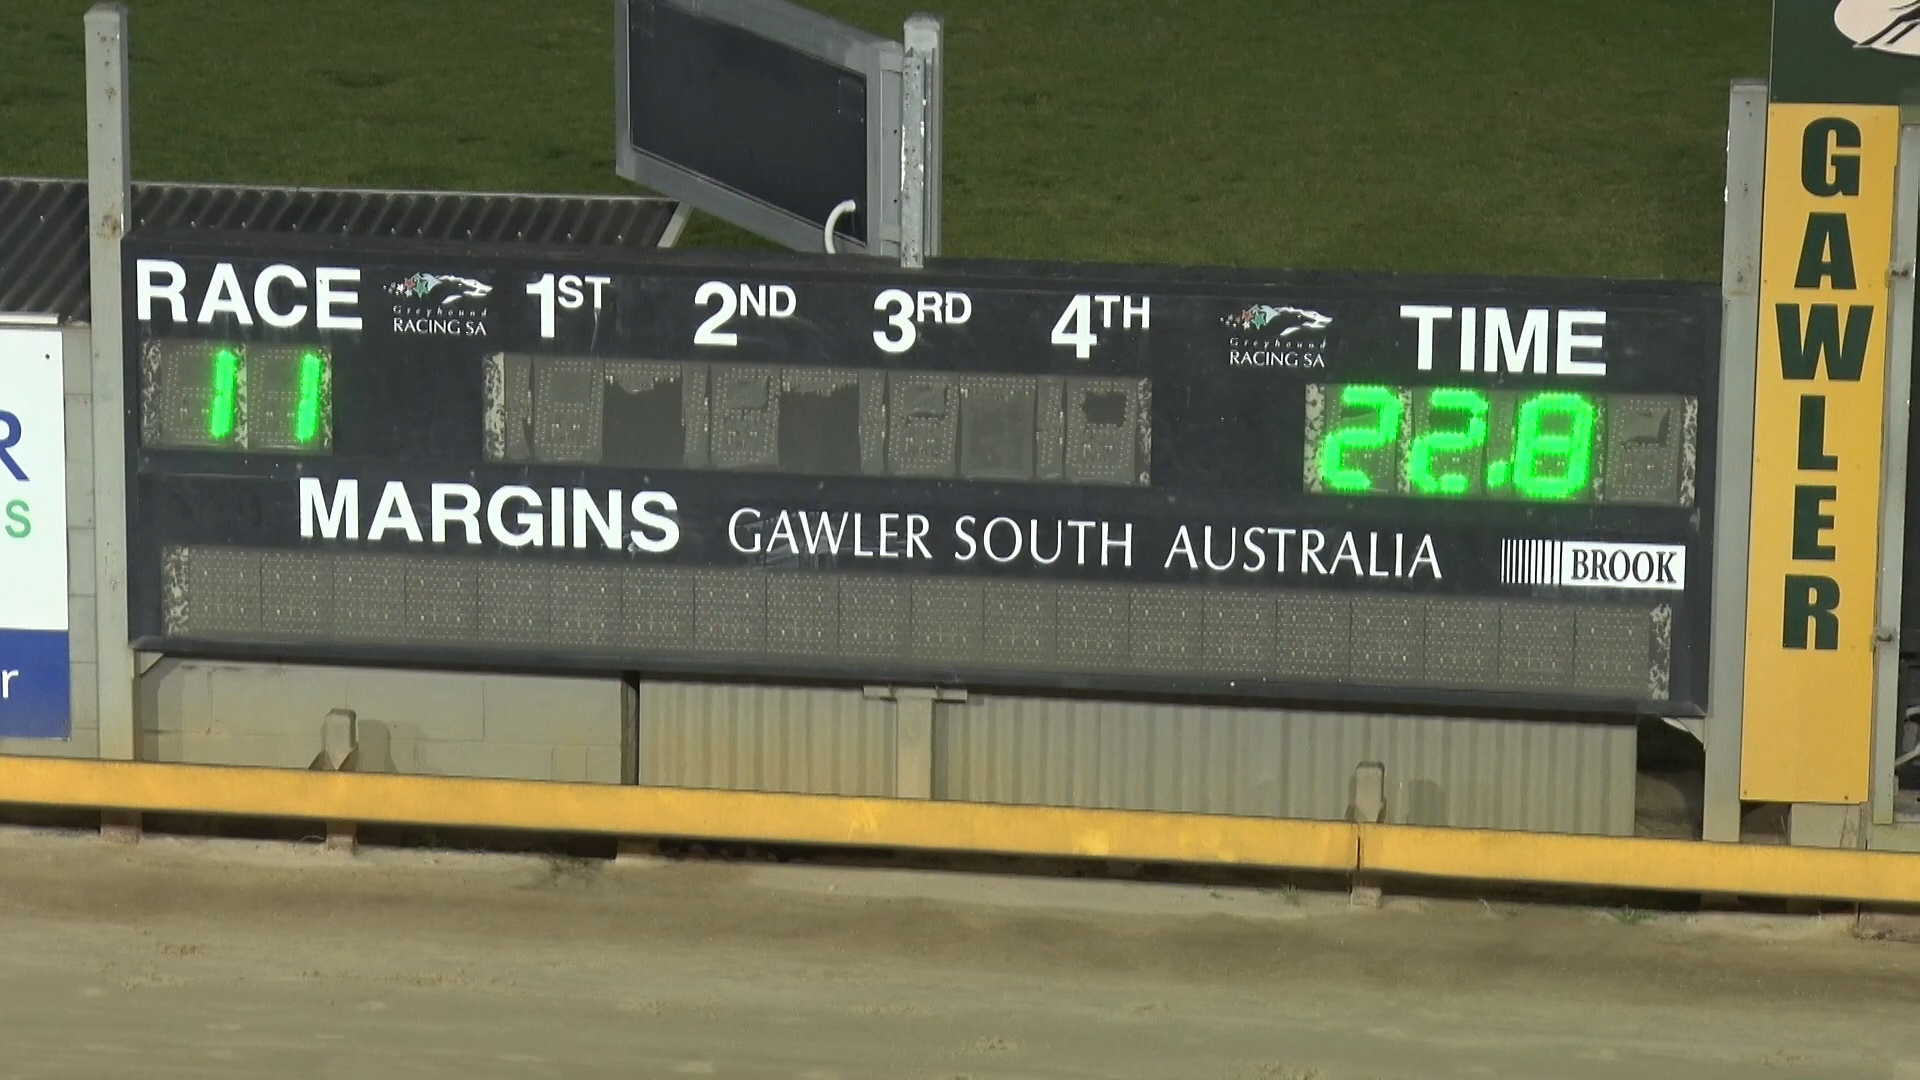 RACE
1ST 2ND 3RD 4TH
TIME
Greyhound
RACING SA
Greyhound
RACING SA
11
22.8
MARGINS
GAWLER SOUTH AUSTRALIA
BROOK
GAWLER
R
S
r